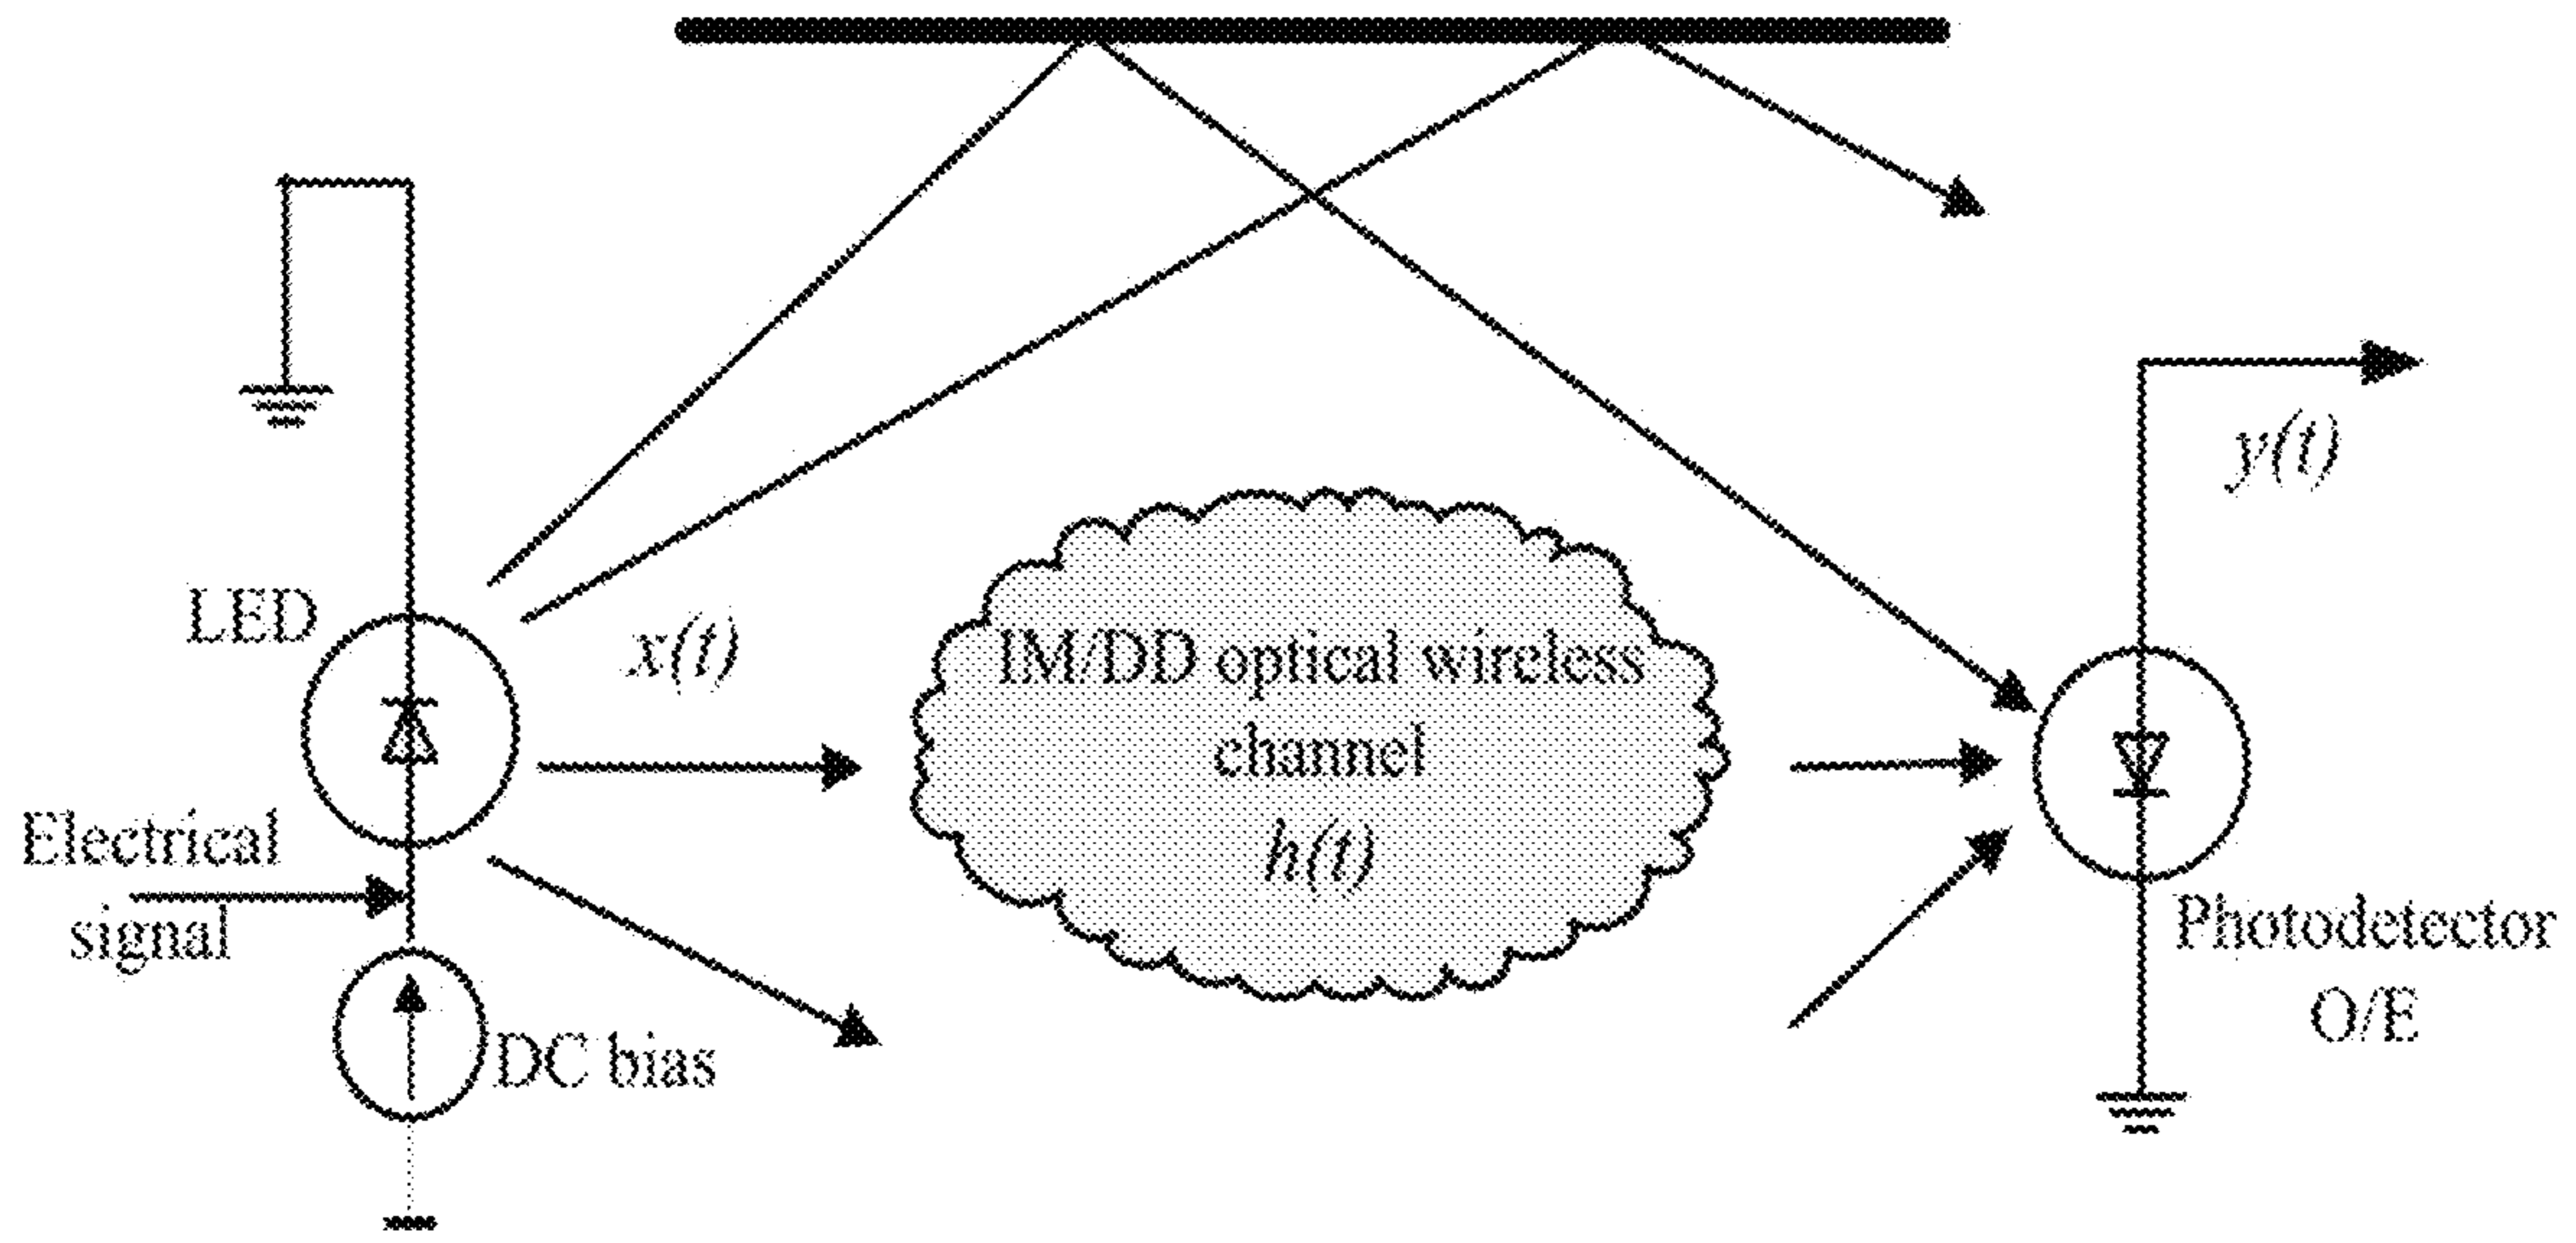 y(t)
LED
x(t)
IM/DD optical wireless
channel
h(t)
Electrical
signal
DC bias
Photodetector
O/E